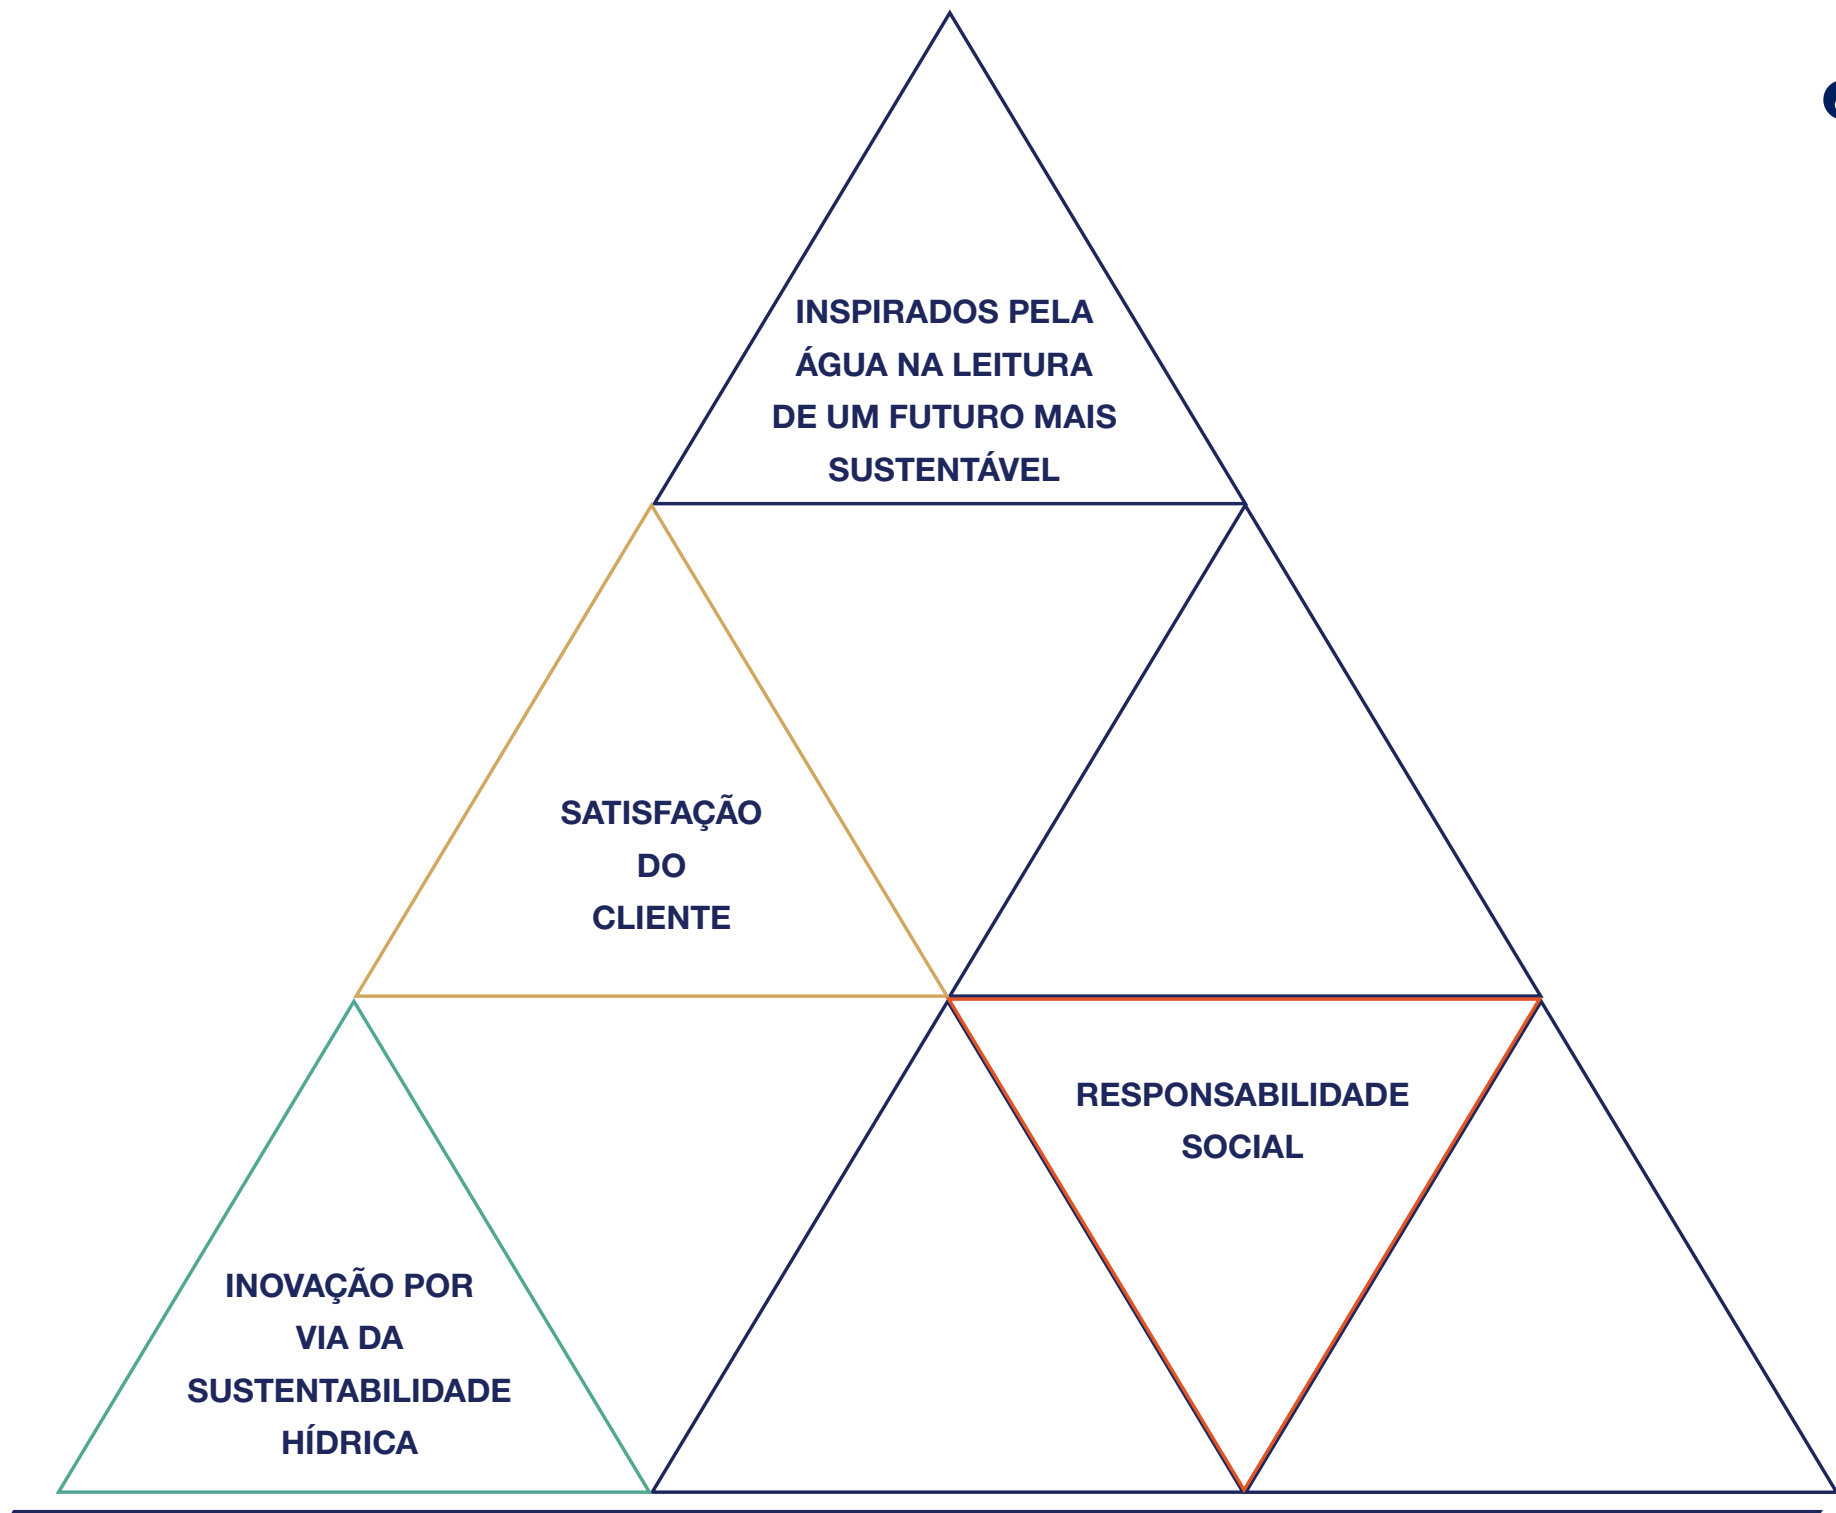 INSPIRADOS PELA
ÁGUA NA LEITURA
DE UM FUTURO MAIS
SUSTENTÁVEL
SATISFAÇÃO
DO
CLIENTE
RESPONSABILIDADE
SOCIAL
INOVAÇÃO POR
VIA DA
SUSTENTABILIDADE
HÍDRICA